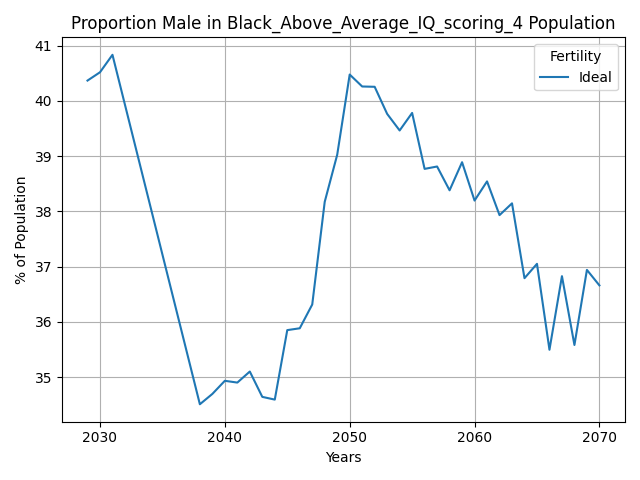 Proportion Male in Black_Above_Average_IQ_scoring_4 Population
Fertility
Ideal
% of Population
41
40
39
38
37
36
35
2030 2040 2050 2060 2070
Years